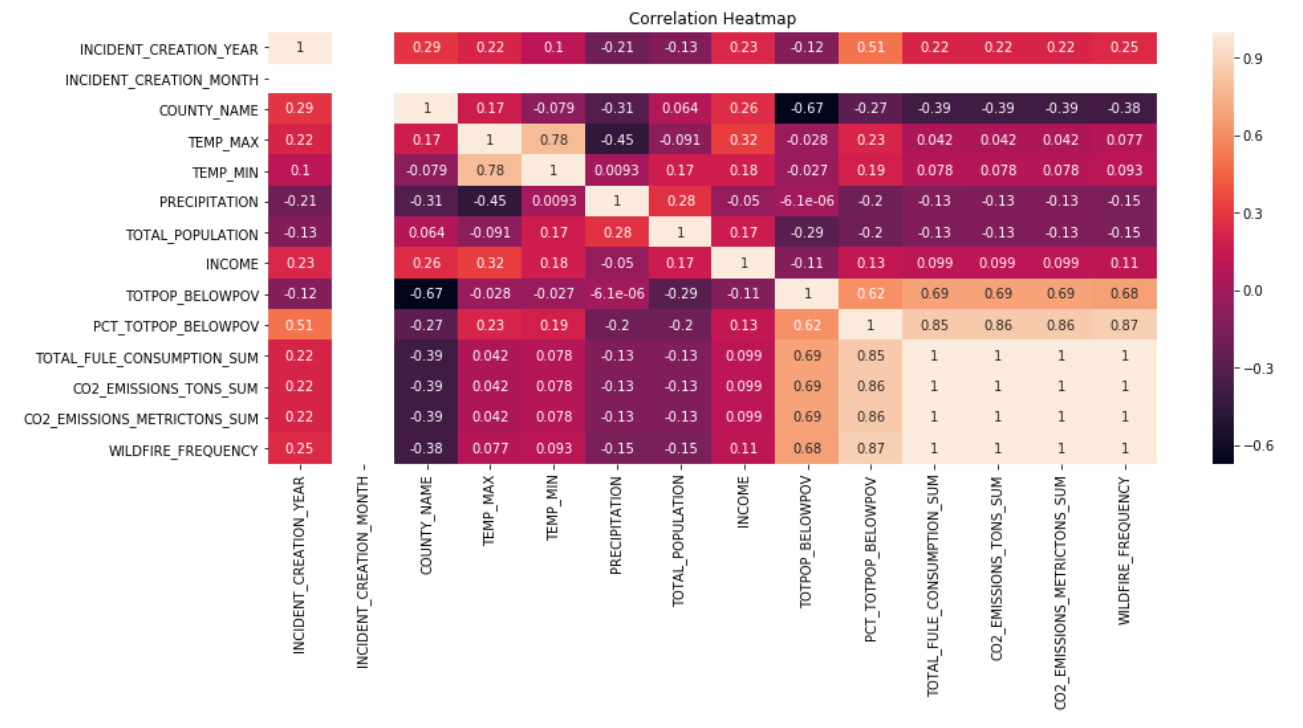 Correlation Heatmap
INCIDENT_CREATION_YEAR 1 0.29 0.22 0.1 -0.21 -0.13 0.23 -0.12 0.51 0.22 0.22 0.22 0.25
INCIDENT_CREATION_MONTH
COUNTY_NAME 0.29 1 0.17 -0.079 -0.31 0.064 0.26 -0.67 -0.27 -0.39 -0.39 -0.39 -0.38
TEMP_MAX 0.22 0.17 1 0.78 -0.45 -0.091 0.32 -0.028 0.23 0.042 0.042 0.042 0.077
TEMP_MIN 0.1 -0.079 0.78 1 0.0093 0.17 0.18 -0.027 0.19 0.078 0.078 0.078 0.093
PRECIPITATION -0.21 -0.31 -0.45 0.0093 1 0.28 -0.05 -6.1e-06 -0.2 -0.13 -0.13 -0.13 -0.15
TOTAL_POPULATION -0.13 0.064 -0.091 0.17 0.28 1 0.17 -0.29 -0.2 -0.13 -0.13 -0.13 -0.15
INCOME 0.23 0.26 0.32 0.18 -0.05 0.17 1 -0.11 0.13 0.099 0.099 0.099 0.11
TOTPOP_BELOWPOV -0.12 -0.67 -0.028 -0.027 -6.1e-06 -0.29 -0.11 1 0.62 0.69 0.69 0.69 0.68
PCT_TOTPOP_BELOWPOV 0.51 -0.27 0.23 0.19 -0.2 -0.2 0.13 0.62 1 0.85 0.86 0.86 0.87
TOTAL_FULE_CONSUMPTION_SUM 0.22 -0.39 0.042 0.078 -0.13 -0.13 0.099 0.69 0.85 1 1 1 1
CO2_EMISSIONS_TONS_SUM 0.22 -0.39 0.042 0.078 -0.13 -0.13 0.099 0.69 0.86 1 1 1 1
CO2_EMISSIONS_METRICTONS_SUM 0.22 -0.39 0.042 0.078 -0.13 -0.13 0.099 0.69 0.86 1 1 1 1
WILDFIRE_FREQUENCY 0.25 -0.38 0.077 0.093 -0.15 -0.15 0.11 0.68 0.87 1 1 1 1
INCIDENT_CREATION_YEAR
INCIDENT_CREATION_MONTH
COUNTY_NAME
TEMP_MAX
TEMP_MIN
PRECIPITATION
TOTAL_POPULATION
INCOME
TOTPOP_BELOWPOV
PCT_TOTPOP_BELOWPOV
TOTAL_FULE_CONSUMPTION_SUM
CO2_EMISSIONS_TONS_SUM
CO2_EMISSIONS_METRICTONS_SUM
WILDFIRE_FREQUENCY
0.9
0.6
0.3
0.0
-0.3
-0.6